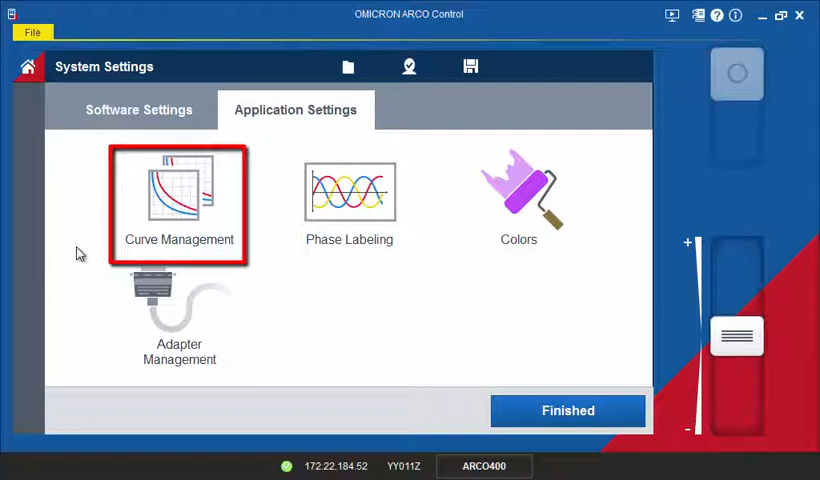 OMICRON ARCO Control
File
System Settings
Software Settings
Application Settings
Curve Management
Phase Labeling
Colors
Adapter
Management
Finished
+
-
172.22.184.52
YY011Z
ARCO400